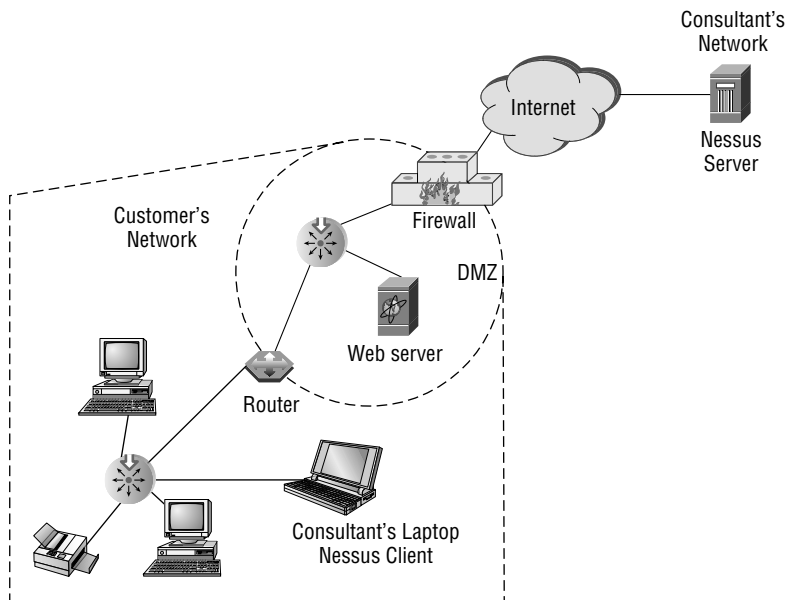 Consultant's
Network
Internet
Nessus
Server
Customer's
Network
Firewall
DMZ
Web server
Router
Consultant's Laptop
Nessus Client